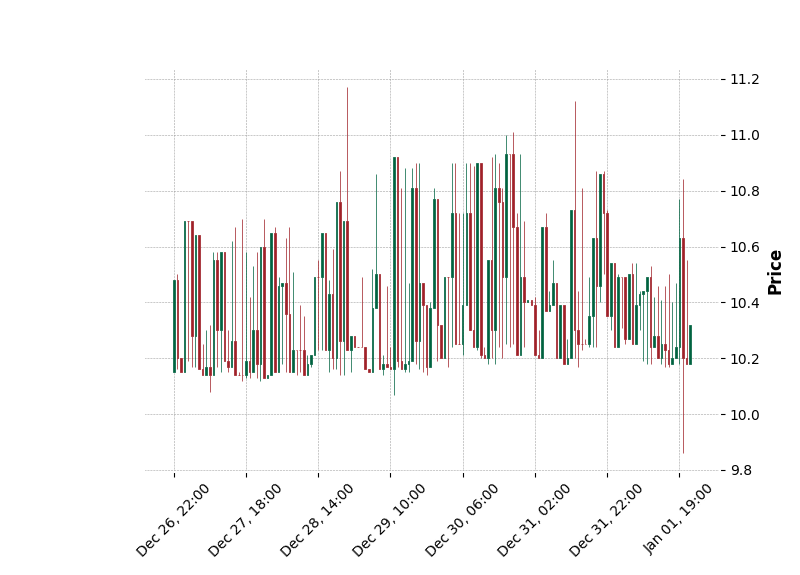 11.2
11.0
10.8
10.6
10.4
10.2
10.0
9.8
Price
Dec 26, 22:00
Dec 27, 18:00
Dec 28, 14:00
Dec 29, 10:00
Dec 30, 06:00
Dec 31, 02:00
Dec 31, 22:00
Jan 01, 19:00